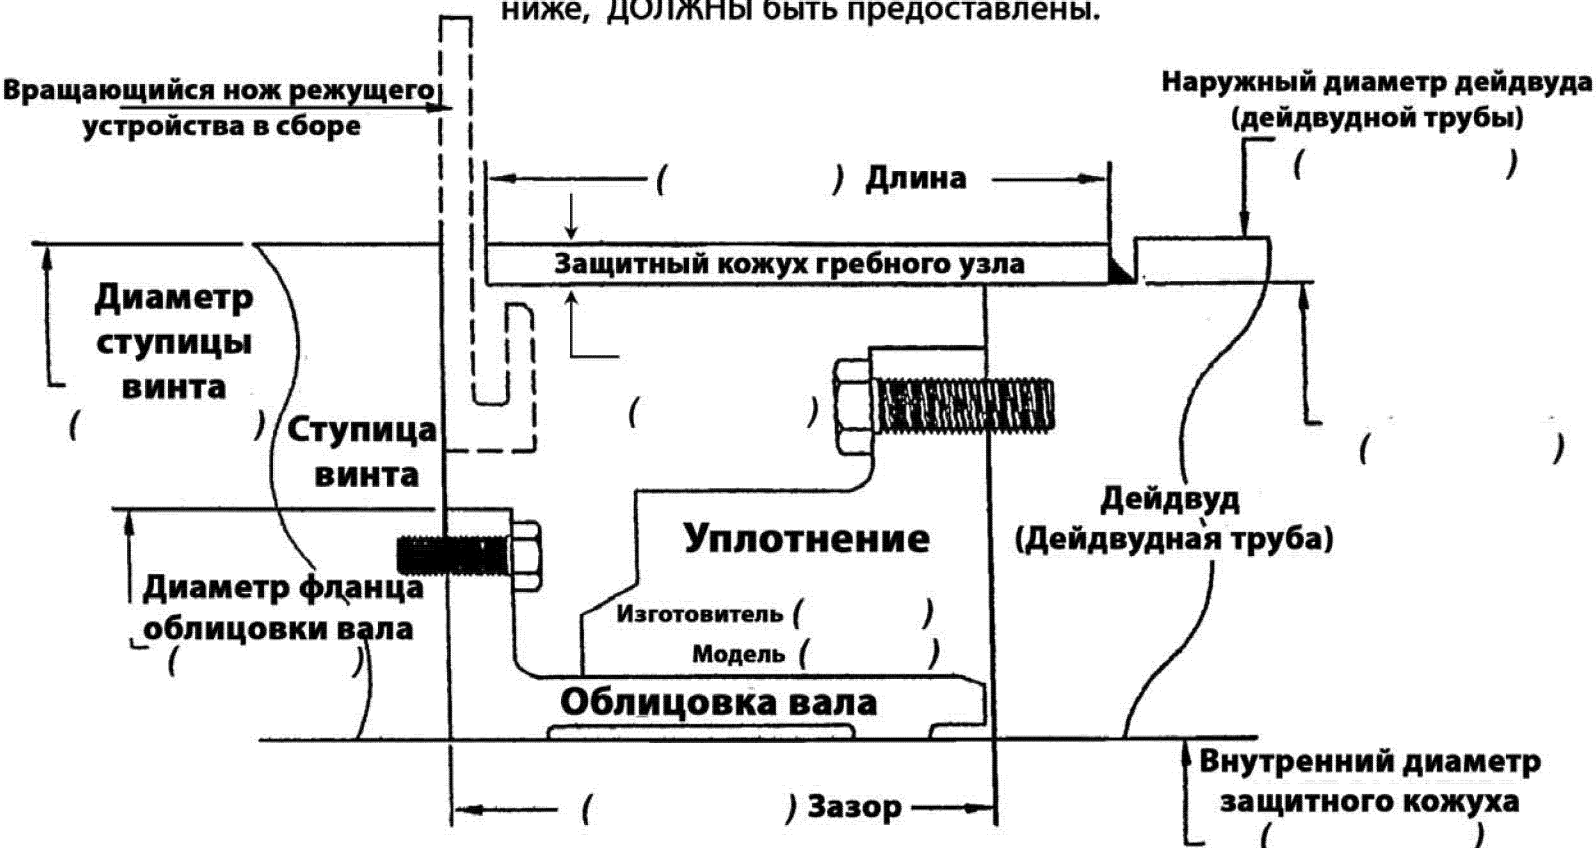 ниже, ДОЛЖНЫ быть предоставлены.
Вращающийся нож режущего
устройства в сборе
Наружный диаметр дейдвуда
(дейдвудной трубы)
( )
( ) Длина
Защитный кожух гребного узла
Диаметр
ступицы
винта
( )
Ступица
винта
( )
( )
Дейдвуд
(Дейдвудная труба)
Уплотнение
Диаметр фланца
облицовки вала
( )
Изготовитель ( )
Модель ( )
Облицовка вала
( ) Зазор
Внутренний диаметр
защитного кожуха
( )